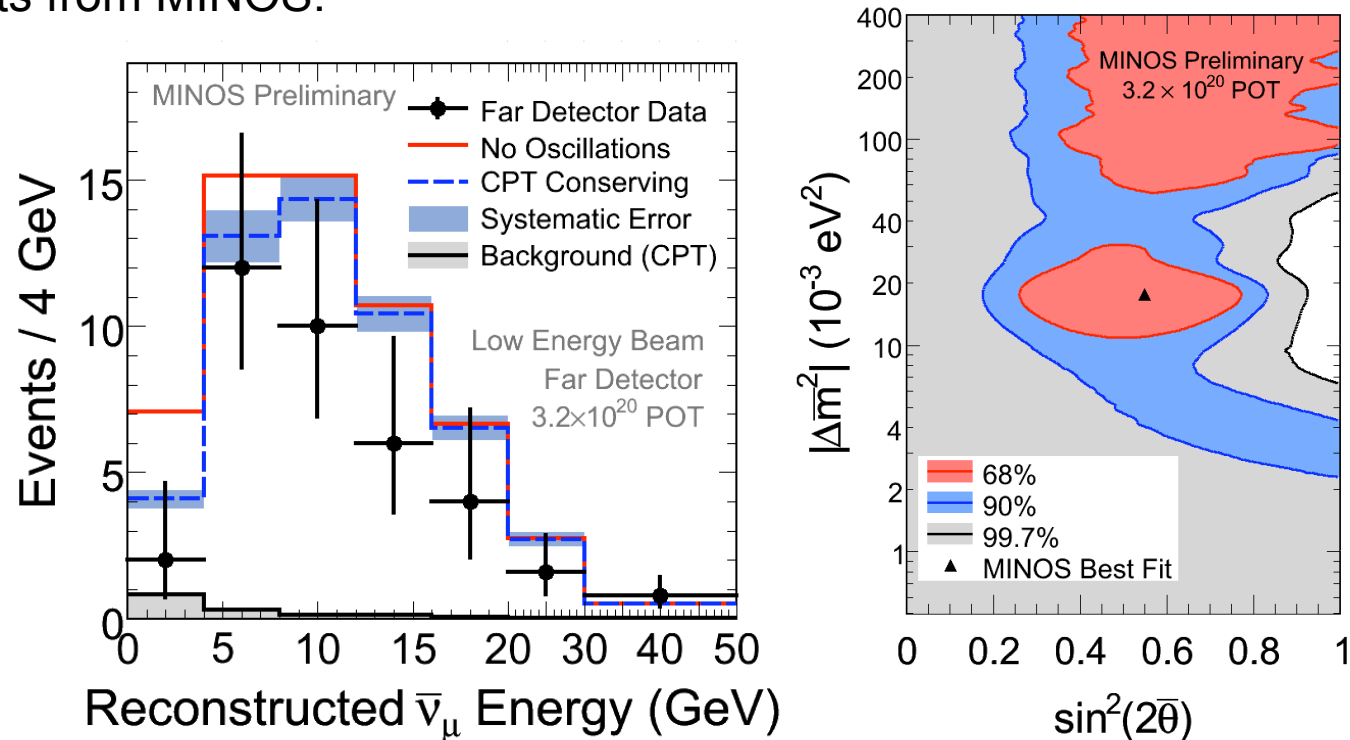 ts from MINOS.
MINOS Preliminary
Far Detector Data
No Oscillations
CPT Conserving
Systematic Error
Background (CPT)
Low Energy Beam
Far Detector
3.2×10²⁰ POT
Events / 4 GeV
15
10
5
0
0 5 10 15 20 30 40 50
Reconstructed ν̅μ Energy (GeV)
MINOS Preliminary
3.2 × 10²⁰ POT
|Δm̅²| (10⁻³ eV²)
400
200
100
40
20
10
4
2
1
68%
90%
99.7%
MINOS Best Fit
0 0.2 0.4 0.6 0.8 1
sin²(2θ̅)